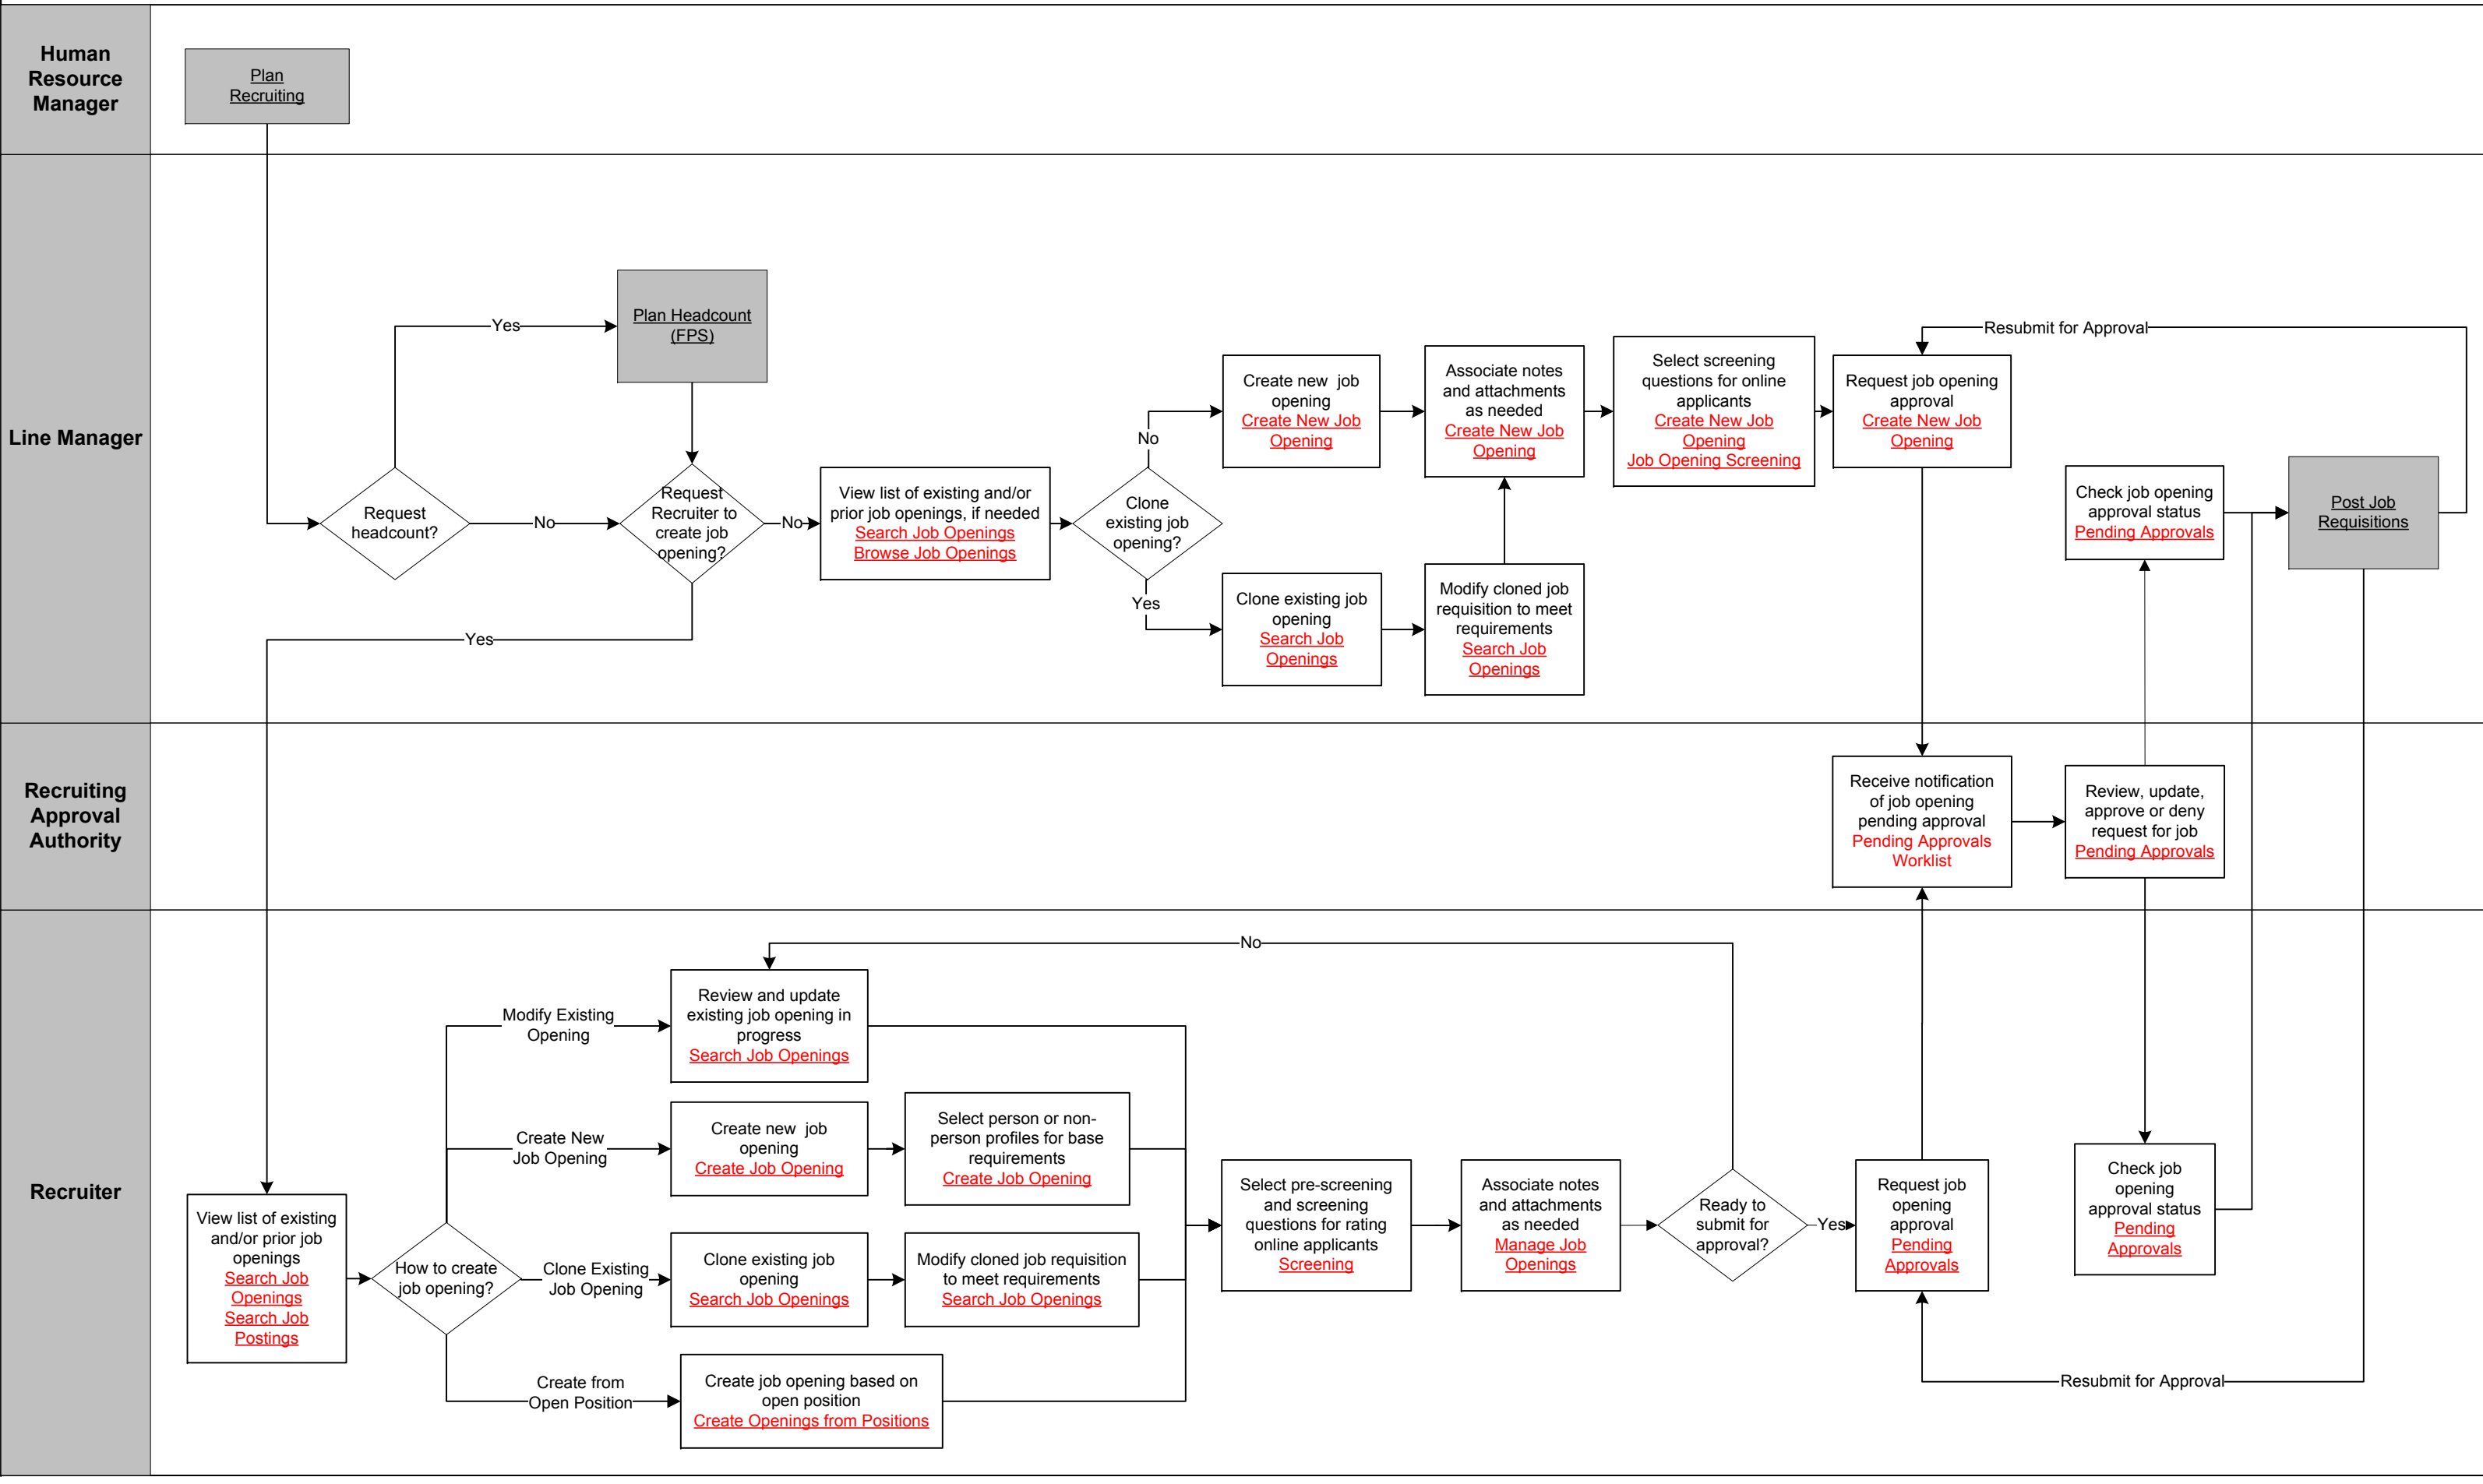 Human
Resource
Manager
Plan
Recruiting
Line Manager
Request
headcount?
Yes
No
Plan Headcount
(FPS)
Request
Recruiter to
create job
opening?
No
Yes
View list of existing and/or
prior job openings, if needed
Search Job Openings
Browse Job Openings
Clone
existing job
opening?
No
Yes
Create new job
opening
Create New Job
Opening
Clone existing job
opening
Search Job
Openings
Modify cloned job
requisition to meet
requirements
Search Job
Openings
Associate notes
and attachments
as needed
Create New Job
Opening
Select screening
questions for online
applicants
Create New Job
Opening
Job Opening Screening
Request job opening
approval
Create New Job
Opening
Resubmit for Approval
Check job opening
approval status
Pending Approvals
Post Job
Requisitions
Recruiting
Approval
Authority
Receive notification
of job opening
pending approval
Pending Approvals
Worklist
Review, update,
approve or deny
request for job
Pending Approvals
Recruiter
View list of existing
and/or prior job
openings
Search Job
Openings
Search Job
Postings
How to create
job opening?
Modify Existing
Opening
Create New
Job Opening
Clone Existing
Job Opening
Create from
Open Position
Review and update
existing job opening in
progress
Search Job Openings
Create new job
opening
Create Job Opening
Select person or non-
person profiles for base
requirements
Create Job Opening
Clone existing job
opening
Search Job Openings
Modify cloned job requisition
to meet requirements
Search Job Openings
Create job opening based on
open position
Create Openings from Positions
Select pre-screening
and screening
questions for rating
online applicants
Screening
Associate notes
and attachments
as needed
Manage Job
Openings
Ready to
submit for
approval?
No
Yes
Request job
opening
approval
Pending
Approvals
Check job
opening
approval status
Pending
Approvals
Resubmit for Approval